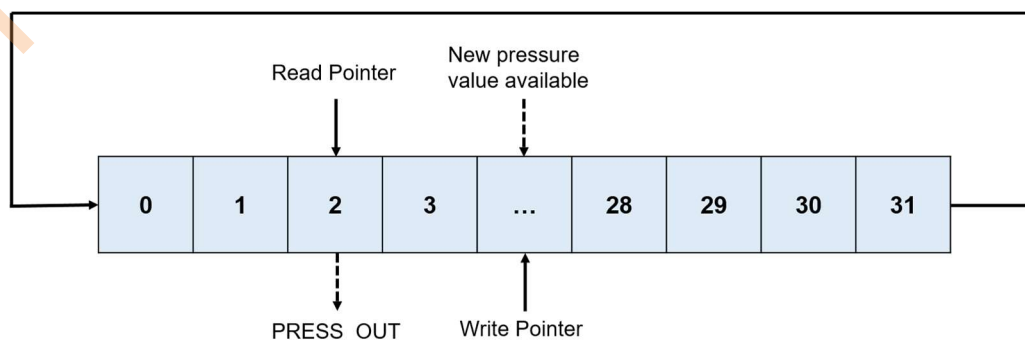 New pressure
Read Pointer
value available
0 1 2 3 ... 28 29 30 31
PRESS OUT
Write Pointer